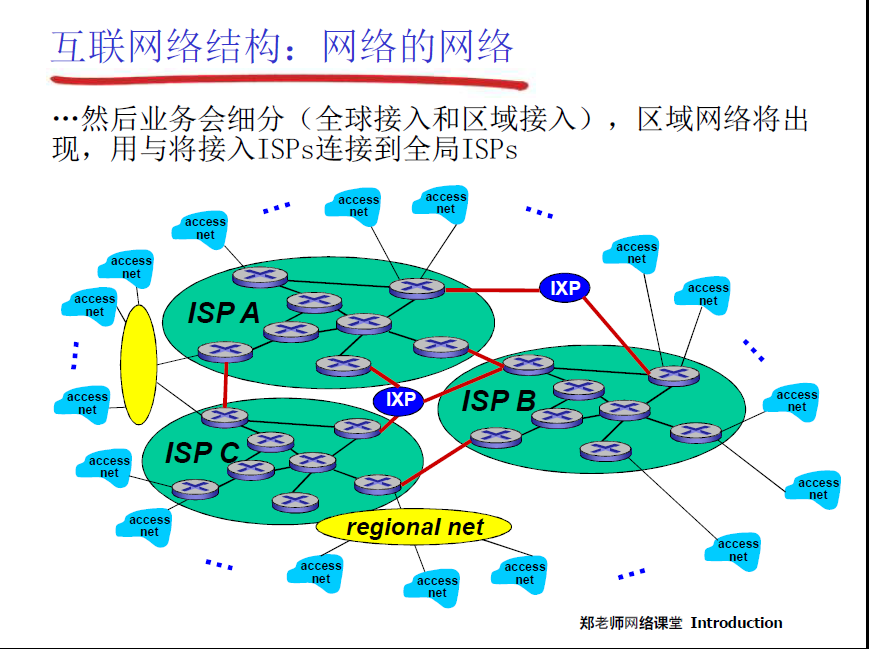 互联网络结构：网络的网络
…然后业务会细分（全球接入和区域接入），区域网络将出
现，用与将接入ISPs连接到全局ISPs
access
net
access
net
access
net
access
net
access
net
access
net
access
net
IXP
ISP A
access
net
IXP
ISP B
access
net
ISP C
access
net
access
net
access
net
regional net
access
net
access
net
access
net
access
net
郑老师网络课堂 Introduction